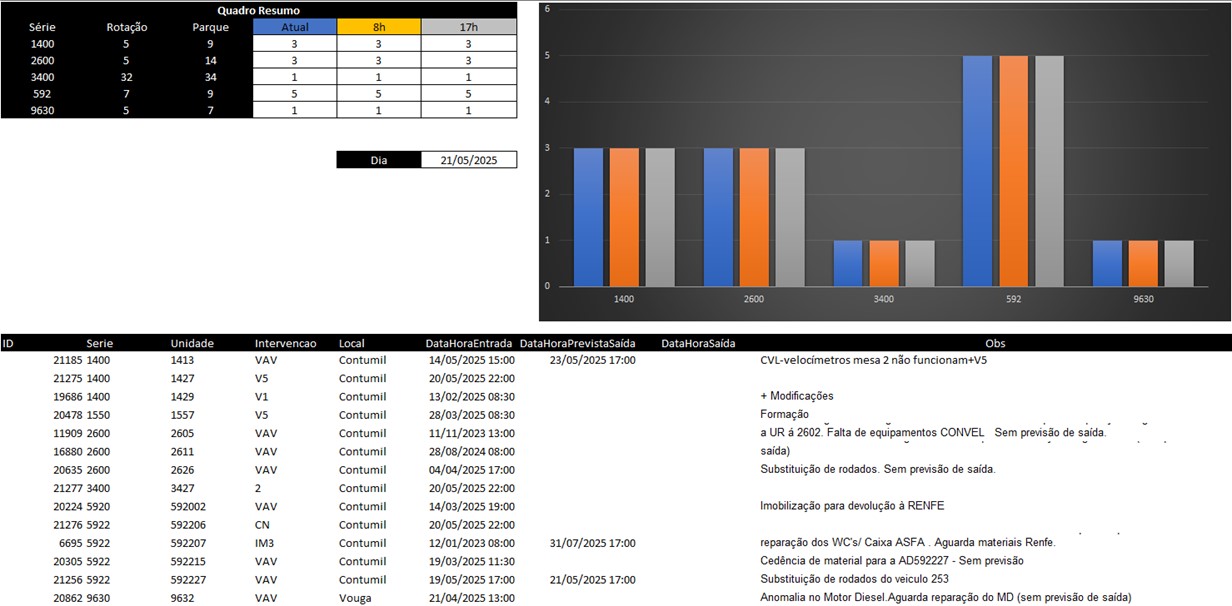 Quadro Resumo
Série Rotação Parque Atual 8h 17h
1400 5 9 3 3 3
2600 5 14 3 3 3
3400 32 34 1 1 1
592 7 9 5 5 5
9630 5 7 1 1 1
Dia 21/05/2025
6
5
4
3
2
1
0
1400 2600 3400 592 9630
ID Serie Unidade Intervencao Local DataHoraEntrada DataHoraPrevistaSaída DataHoraSaída Obs
21185 1400 1413 VAV Contumil 14/05/2025 15:00 23/05/2025 17:00 CVL-velocímetros mesa 2 não funcionam+V5
21275 1400 1427 V5 Contumil 20/05/2025 22:00
19686 1400 1429 V1 Contumil 13/02/2025 08:30 + Modificações
20478 1550 1557 V5 Contumil 28/03/2025 08:30 Formação
11909 2600 2605 VAV Contumil 11/11/2023 13:00 a UR á 2602. Falta de equipamentos CONVEL Sem previsão de saída.
16880 2600 2611 VAV Contumil 28/08/2024 08:00 saída)
20635 2600 2626 VAV Contumil 04/04/2025 17:00 Substituição de rodados. Sem previsão de saída.
21277 3400 3427 2 Contumil 20/05/2025 22:00
20224 5920 592002 VAV Contumil 14/03/2025 19:00 Imobilização para devolução à RENFE
21276 5922 592206 CN Contumil 20/05/2025 22:00
6695 5922 592207 IM3 Contumil 12/01/2023 08:00 31/07/2025 17:00 reparação dos WC's/ Caixa ASFA . Aguarda materiais Renfe.
20305 5922 592215 VAV Contumil 19/03/2025 11:30 Cedência de material para a AD592227 - Sem previsão
21256 5922 592227 VAV Contumil 19/05/2025 17:00 21/05/2025 17:00 Substituição de rodados do veiculo 253
20862 9630 9632 VAV Vouga 21/04/2025 13:00 Anomalia no Motor Diesel.Aguarda reparação do MD (sem previsão de saída)